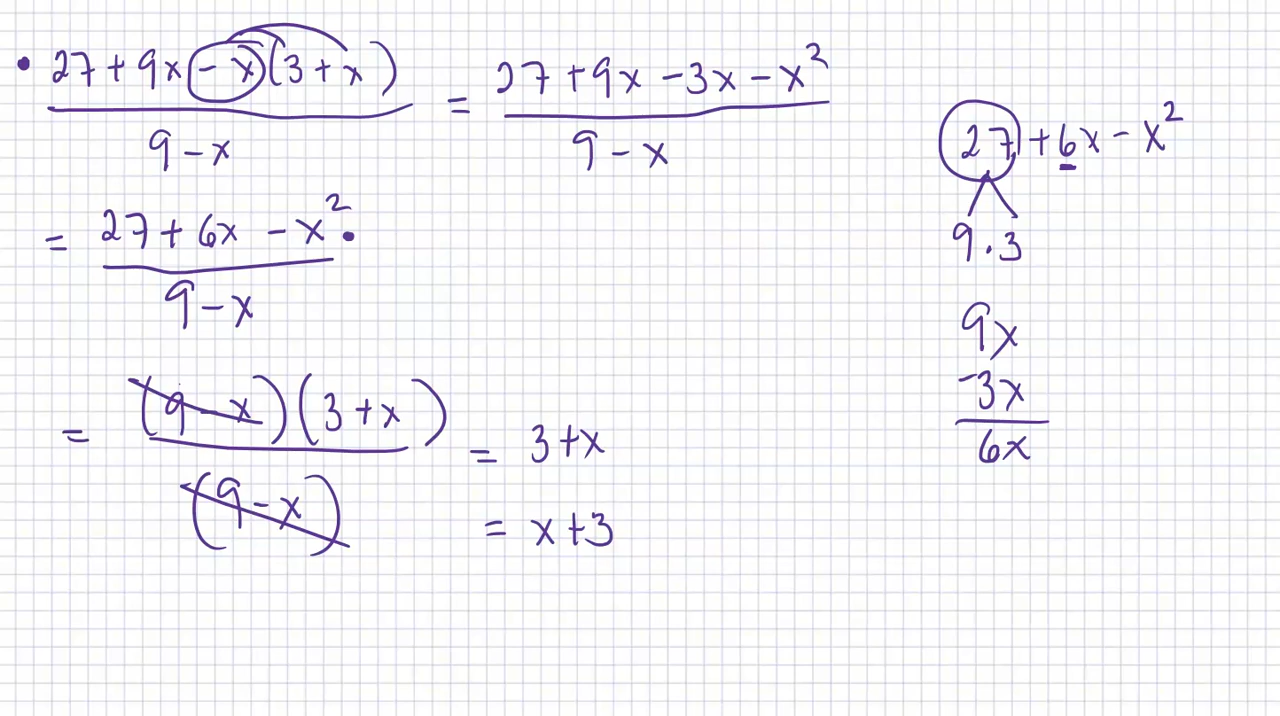 27 + 9x - x(3 + x) / 9 - x = 27 + 9x - 3x - x² / 9 - x
= 27 + 6x - x² / 9 - x
= (9 - x)(3 + x) / (9 - x) = 3 + x
= x + 3
27 + 6x - x²
9 · 3
9x
-3x
6x